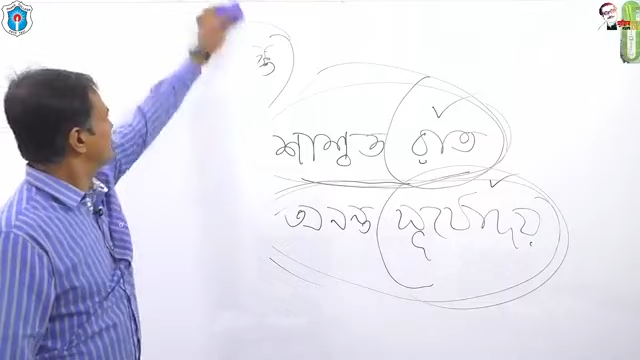 শাশ্বত রাত
অনন্ত সূর্যোদয়